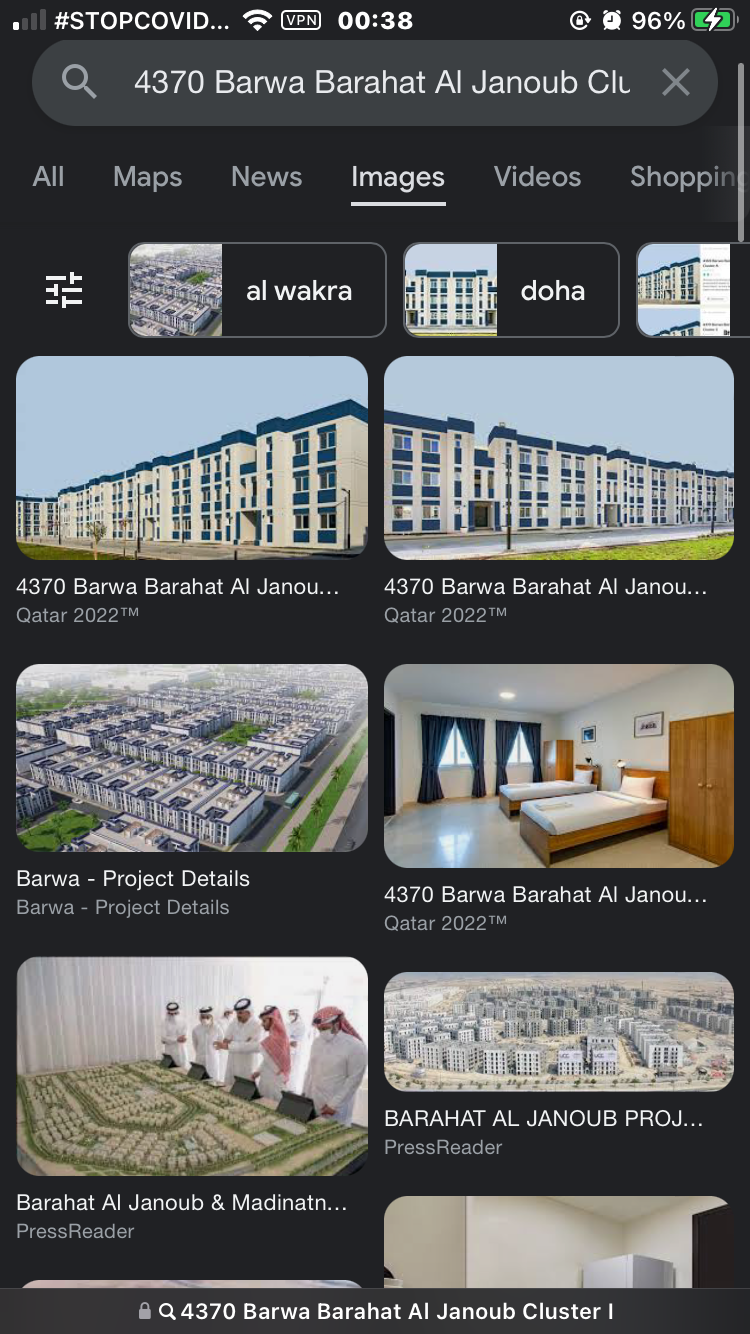 #STOPCOVID...
VPN
00:38
96%
4370 Barwa Barahat Al Janoub Clu
All
Maps
News
Images
Videos
Shopping
al wakra
doha
4370 Barwa Barahat Al Janou...
Qatar 2022™
4370 Barwa Barahat Al Janou...
Qatar 2022™
Barwa - Project Details
Barwa - Project Details
4370 Barwa Barahat Al Janou...
Qatar 2022™
Barahat Al Janoub & Madinatn...
PressReader
BARAHAT AL JANOUB PROJ...
PressReader
4370 Barwa Barahat Al Janoub Cluster I